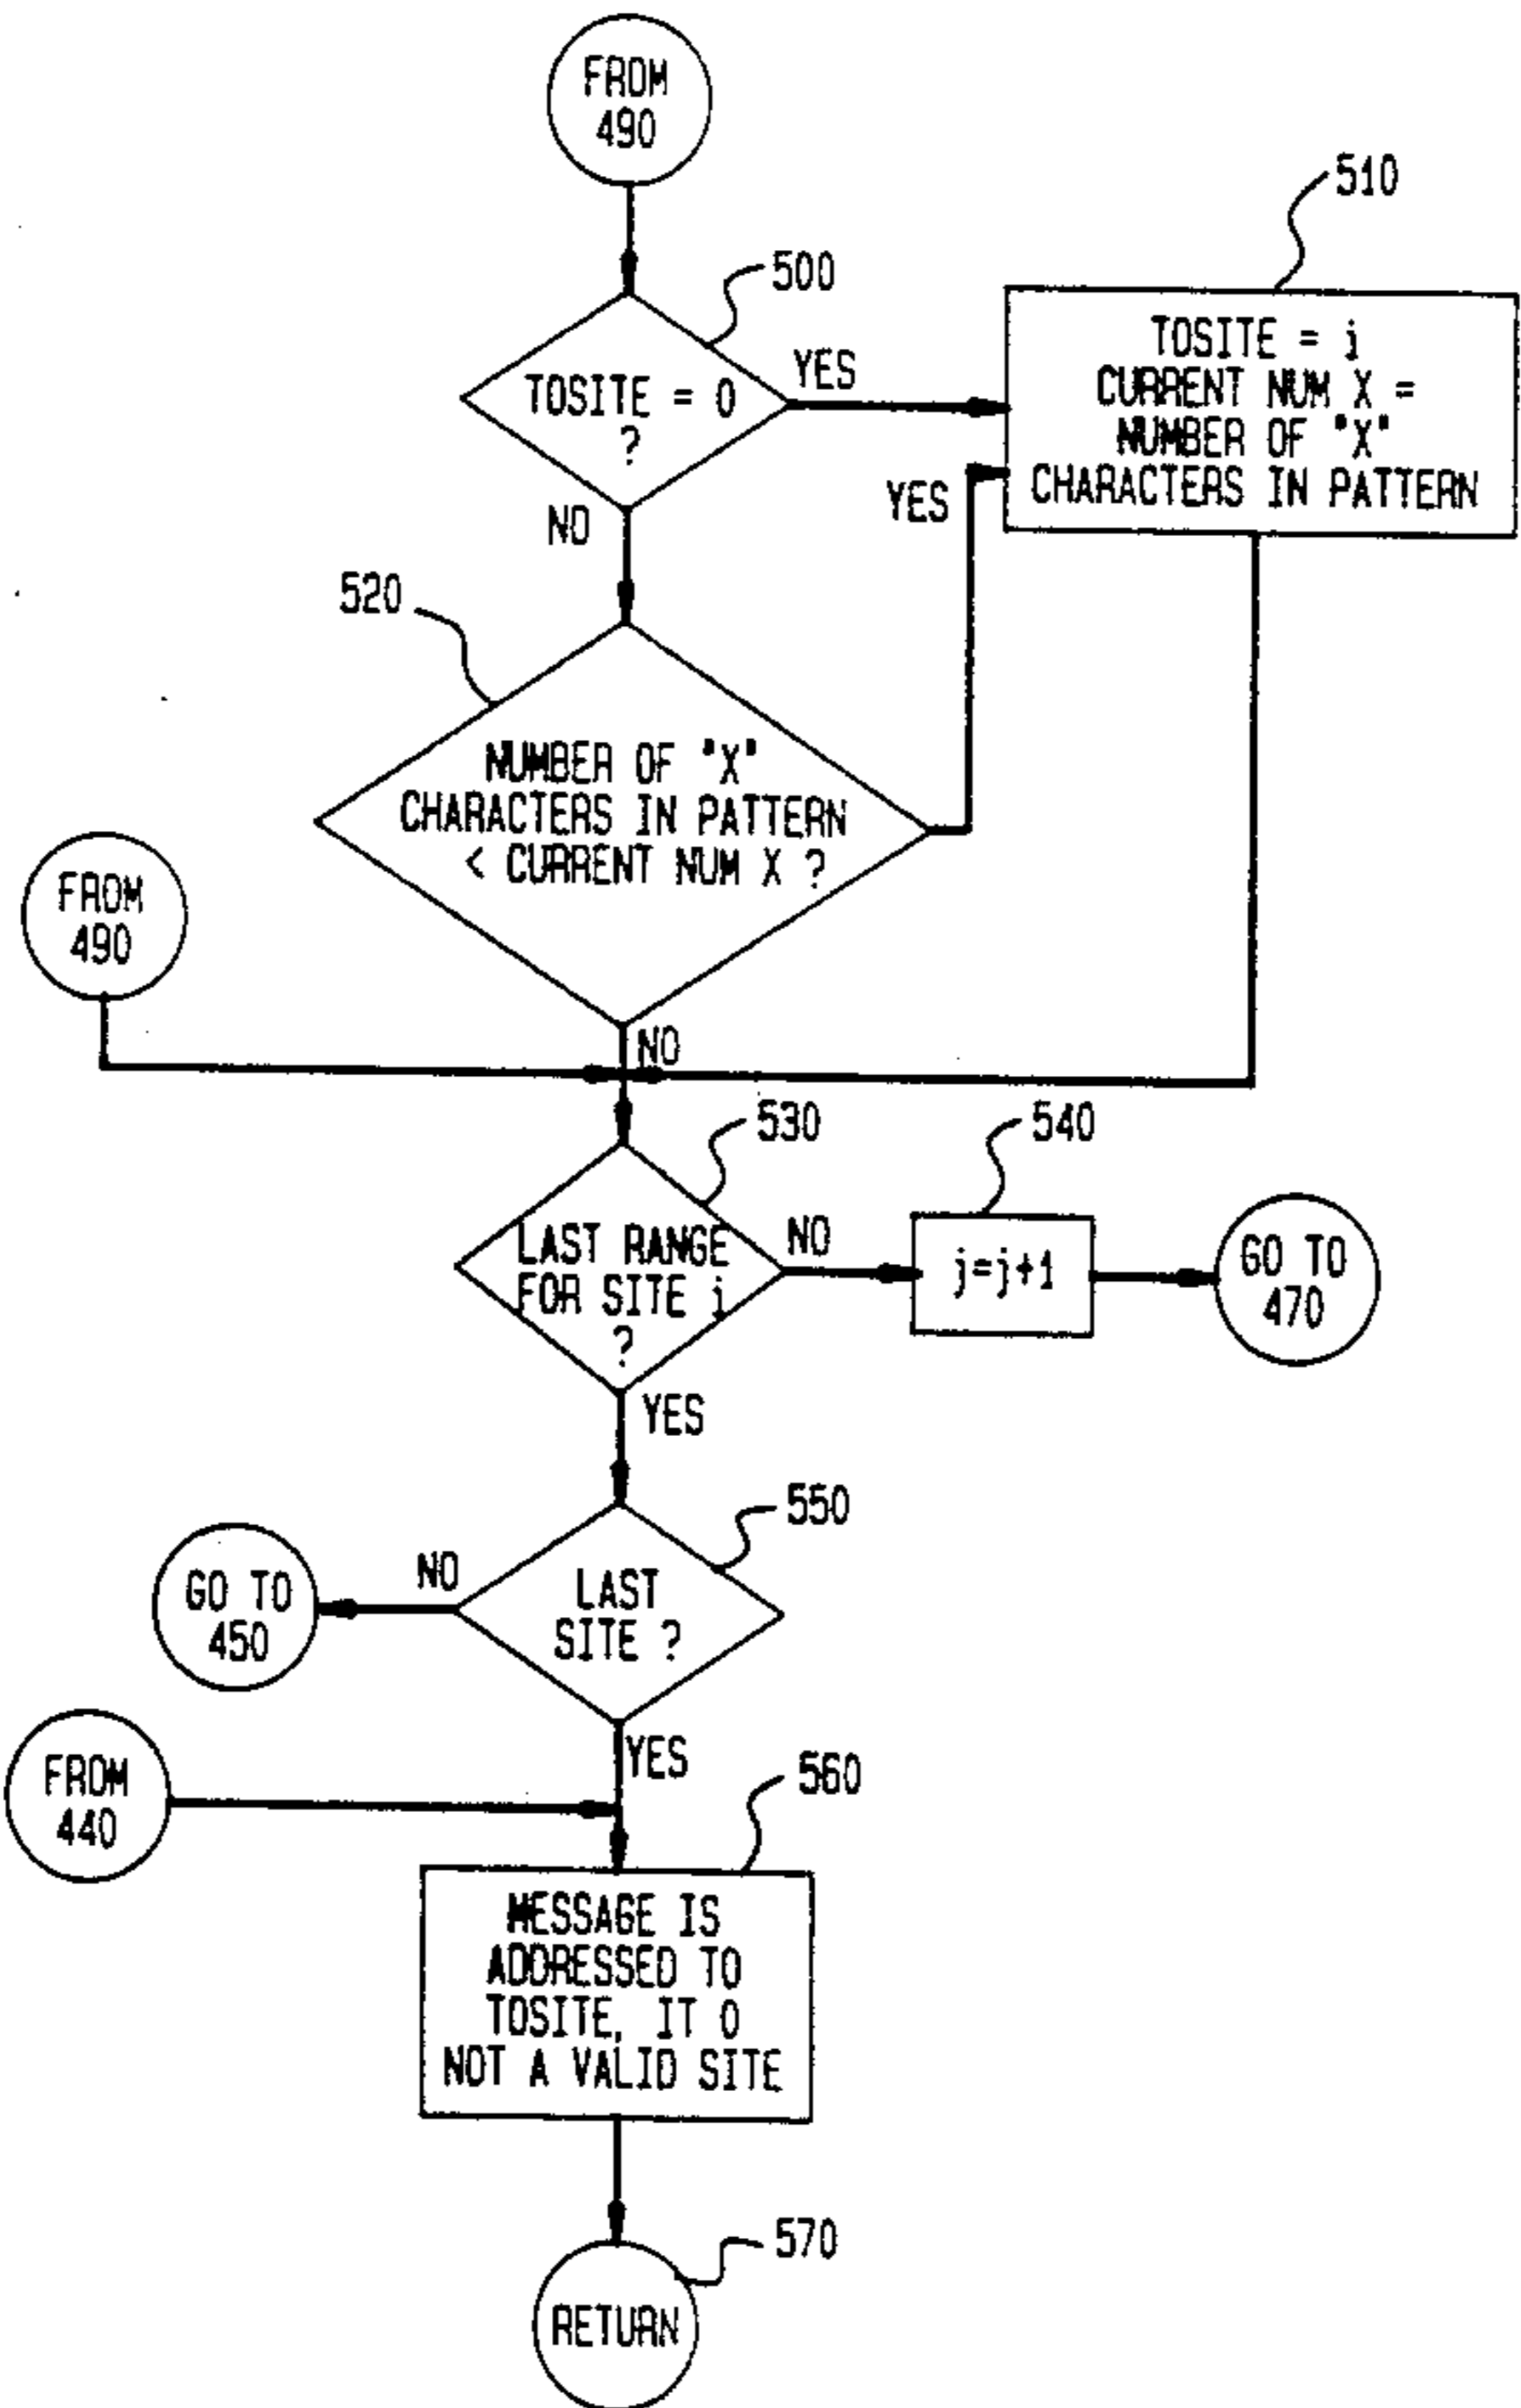 FROM
490
510
500
TOSITE = i
CURRENT NUM X =
NUMBER OF "X"
CHARACTERS IN PATTERN
YES
TOSITE = 0
?
YES
NO
520
NUMBER OF "X"
CHARACTERS IN PATTERN
< CURRENT NUM X ?
FROM
490
NO
530
540
LAST RANGE
FOR SITE i
?
NO
j=j+1
GO TO
470
YES
550
GO TO
450
NO
LAST
SITE ?
YES
560
FROM
440
MESSAGE IS
ADDRESSED TO
TOSITE, IT 0
NOT A VALID SITE
570
RETURN